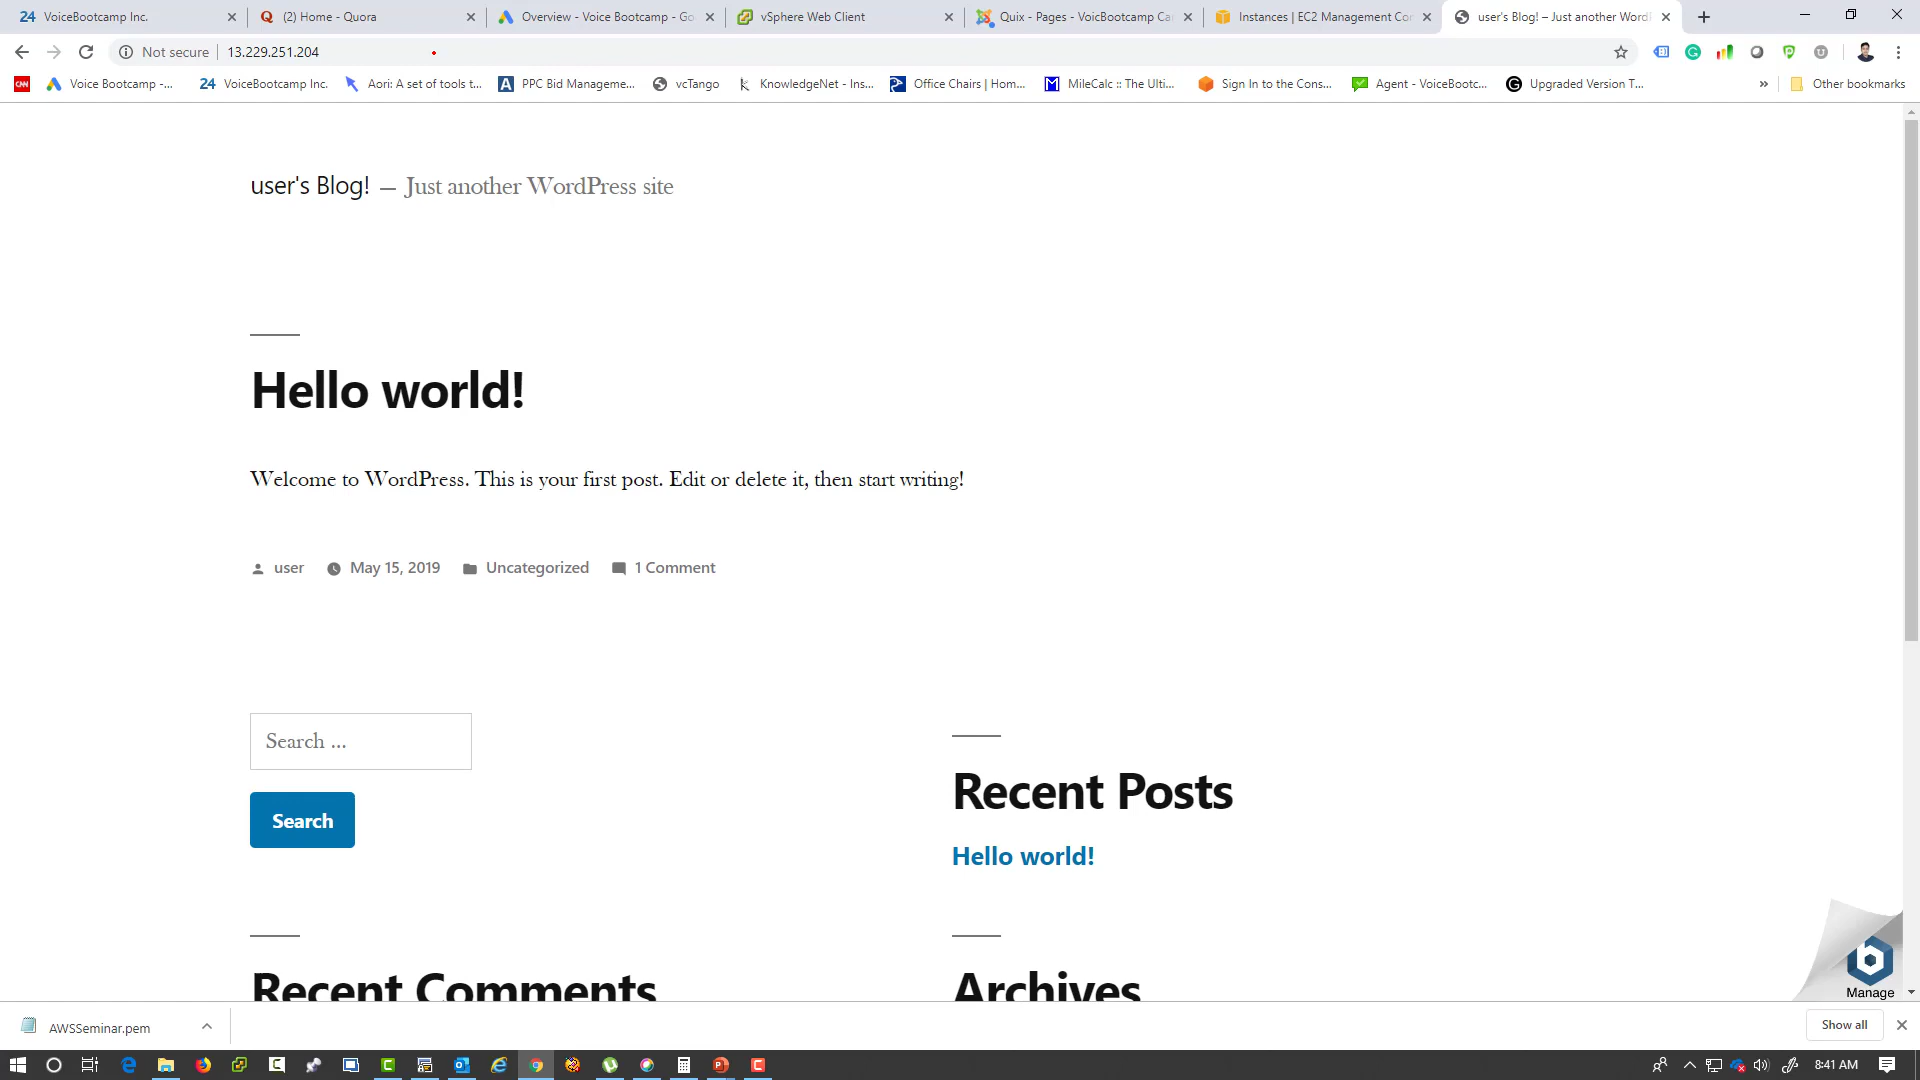 24 VoiceBootcamp Inc.
(2) Home - Quora
Overview - Voice Bootcamp - Go
vSphere Web Client
Quix - Pages - VoicBootcamp Ca
Instances | EC2 Management Co
user's Blog! – Just another Word
Not secure
13.229.251.204
CNN
Voice Bootcamp -...
24 VoiceBootcamp Inc.
Aori: A set of tools t...
PPC Bid Manageme...
vcTango
KnowledgeNet - Ins...
Office Chairs | Hom...
MileCalc :: The Ulti...
Sign In to the Cons...
Agent - VoiceBootc...
Upgraded Version T...
»
Other bookmarks
user's Blog! — Just another WordPress site
Hello world!
Welcome to WordPress. This is your first post. Edit or delete it, then start writing!
user May 15, 2019 Uncategorized 1 Comment
Search ...
Search
Recent Posts
Hello world!
Recent Comments
Archives
Manage
AWSSeminar.pem
Show all
8:41 AM